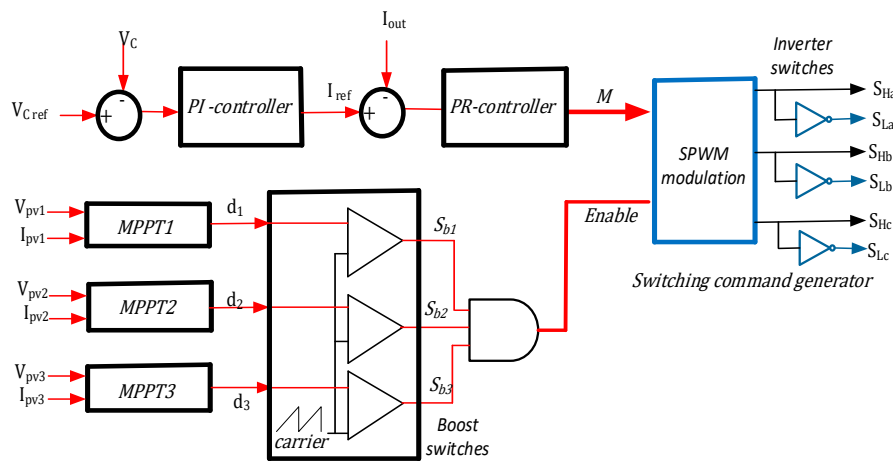 V_C
I_out
Inverter
switches
V_C ref
-
+
PI -controller
I_ref
-
+
PR-controller
M
SPWM
modulation
S_Ha
S_La
S_Hb
S_Lb
S_Hc
S_Lc
Enable
Switching command generator
V_pv1
I_pv1
MPPT1
d_1
S_b1
V_pv2
I_pv2
MPPT2
d_2
S_b2
V_pv3
I_pv3
MPPT3
d_3
S_b3
carrier
Boost
switches